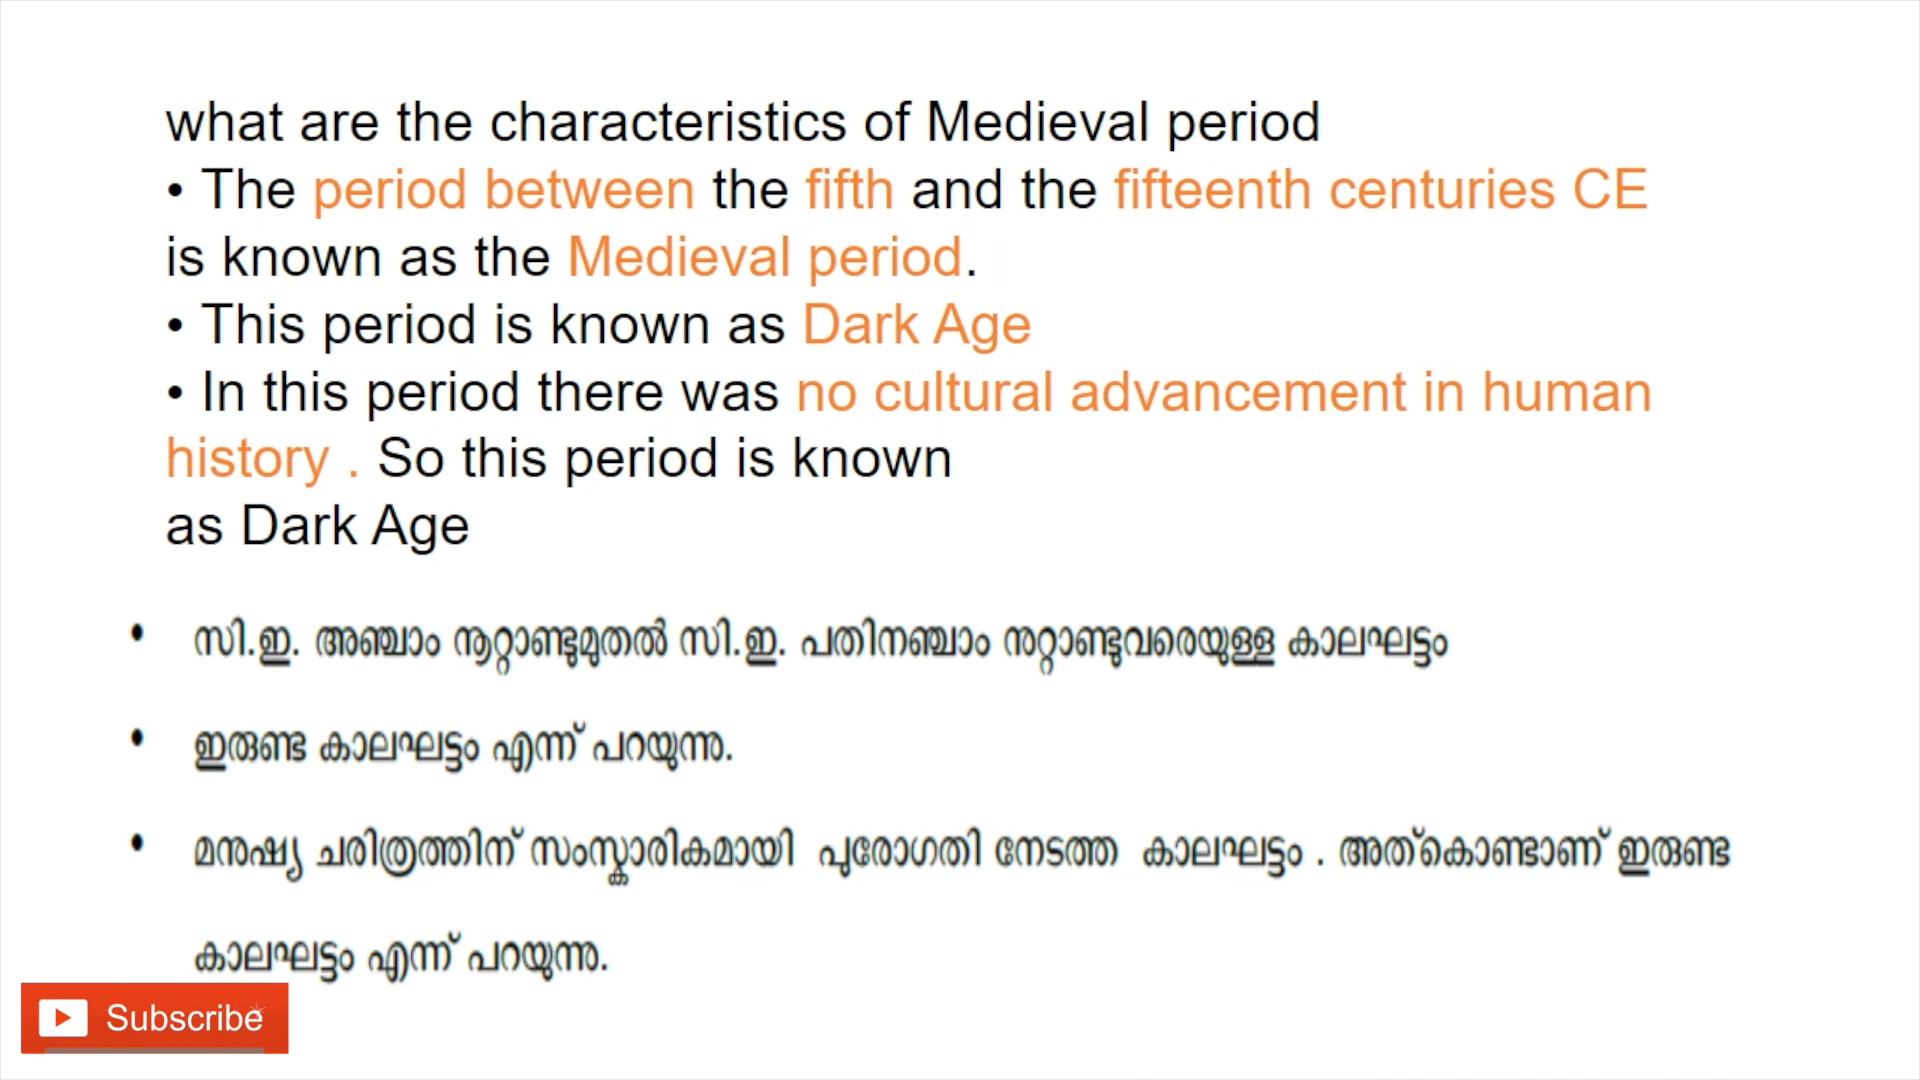 what are the characteristics of Medieval period
• The period between the fifth and the fifteenth centuries CE
is known as the Medieval period.
• This period is known as Dark Age
• In this period there was no cultural advancement in human
history . So this period is known
as Dark Age
• സി.ഇ. അഞ്ചാം നൂറ്റാണ്ടുമുതൽ സി.ഇ. പതിനഞ്ചാം നുറ്റാണ്ടുവരെയുള്ള കാലഘട്ടം
• ഇരുണ്ട കാലഘട്ടം എന്ന് പറയുന്നു.
• മനുഷ്യ ചരിത്രത്തിന് സംസ്കാരികമായി പുരോഗതി നേടത്ത കാലഘട്ടം . അത്കൊണ്ടാണ് ഇരുണ്ട
കാലഘട്ടം എന്ന് പറയുന്നു.
Subscribe